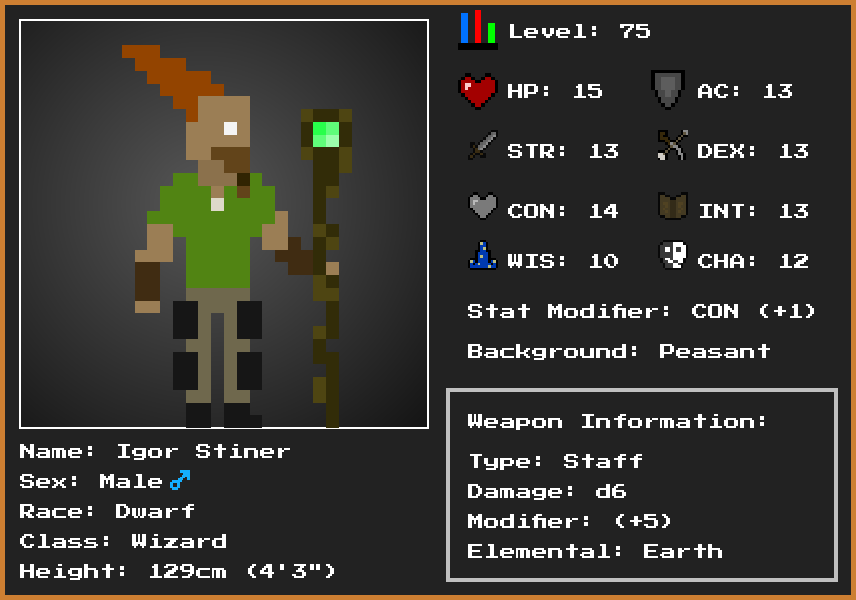 Level: 75
HP: 15 AC: 13
STR: 13 DEX: 13
CON: 14 INT: 13
WIS: 10 CHA: 12
Stat Modifier: CON (+1)
Background: Peasant
Weapon Information:
Type: Staff
Damage: d6
Modifier: (+5)
Elemental: Earth
Name: Igor Stiner
Sex: Male♂
Race: Dwarf
Class: Wizard
Height: 129cm (4'3")